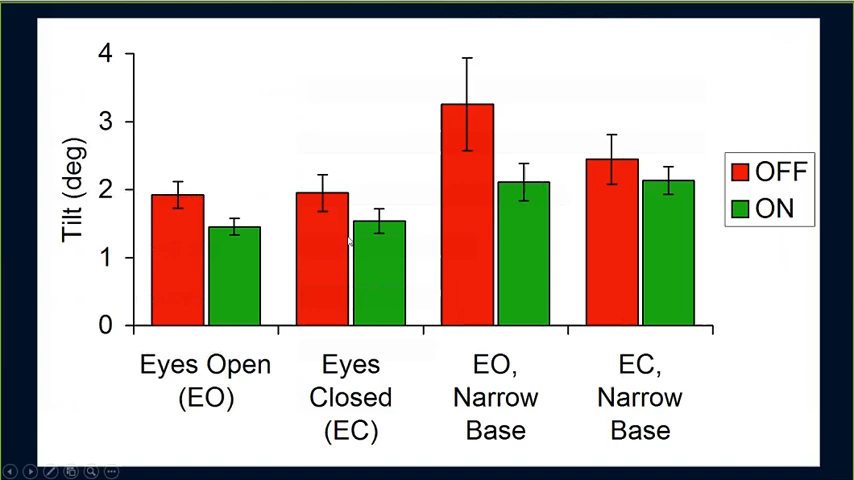 4
3
2
1
0
Tilt (deg)
OFF
ON
Eyes Open
(EO)
Eyes
Closed
(EC)
EO,
Narrow
Base
EC,
Narrow
Base